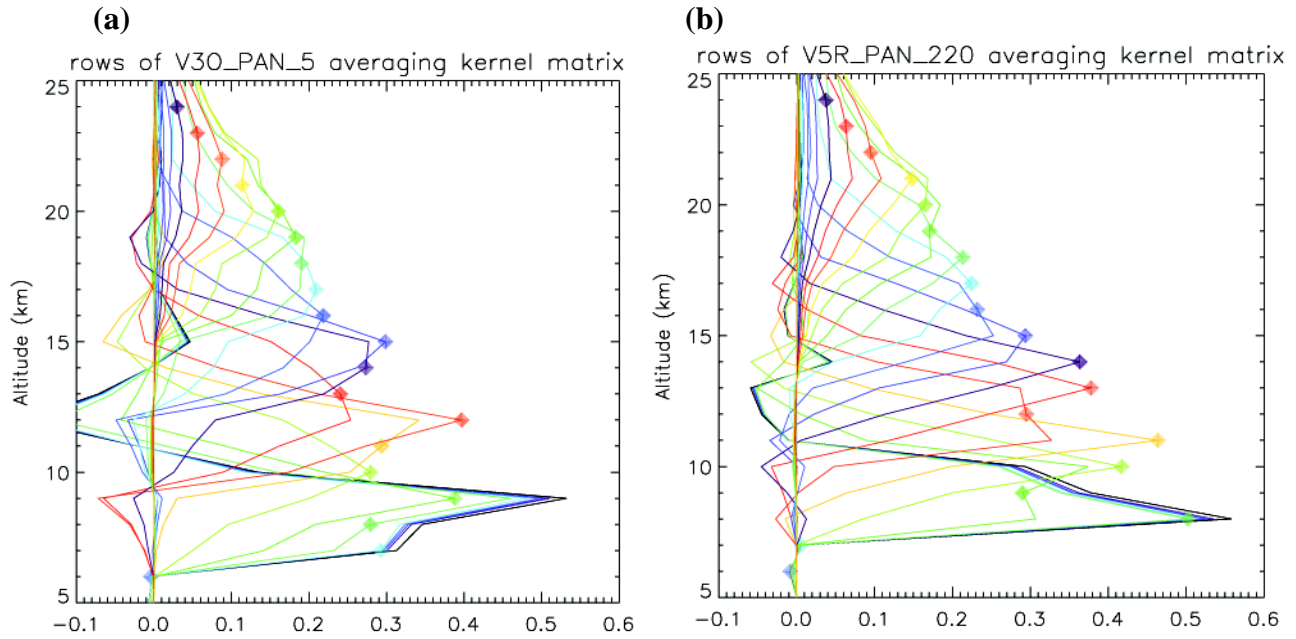 (a)
rows of V3O_PAN_5 averaging kernel matrix
25
20
15
10
5
Altitude (km)
-0.1 0.0 0.1 0.2 0.3 0.4 0.5 0.6
(b)
rows of V5R_PAN_220 averaging kernel matrix
25
20
15
10
5
Altitude (km)
-0.1 0.0 0.1 0.2 0.3 0.4 0.5 0.6